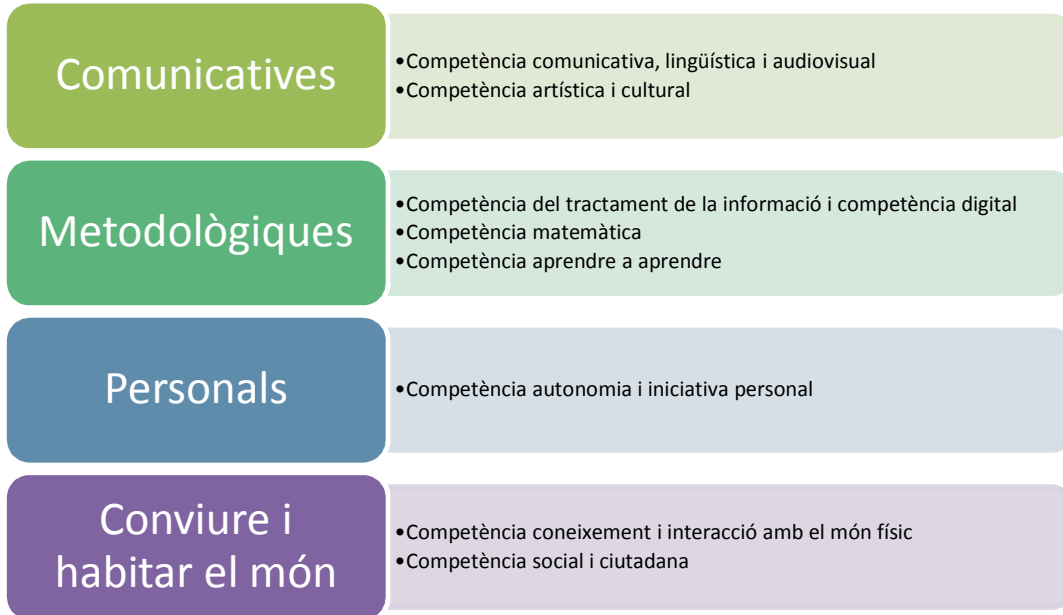 Comunicatives
•Competència comunicativa, lingüística i audiovisual
•Competència artística i cultural
Metodològiques
•Competència del tractament de la informació i competència digital
•Competència matemàtica
•Competència aprendre a aprendre
Personals
•Competència autonomia i iniciativa personal
Conviure i
habitar el món
•Competència coneixement i interacció amb el món físic
•Competència social i ciutadana